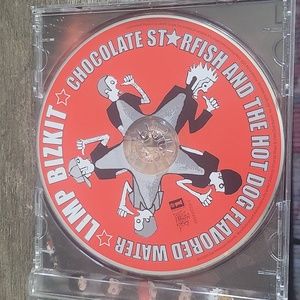 LIMP BIZKIT ★ CHOCOLATE ST★RFISH AND THE HOT DOG FLAVORED WATER ★